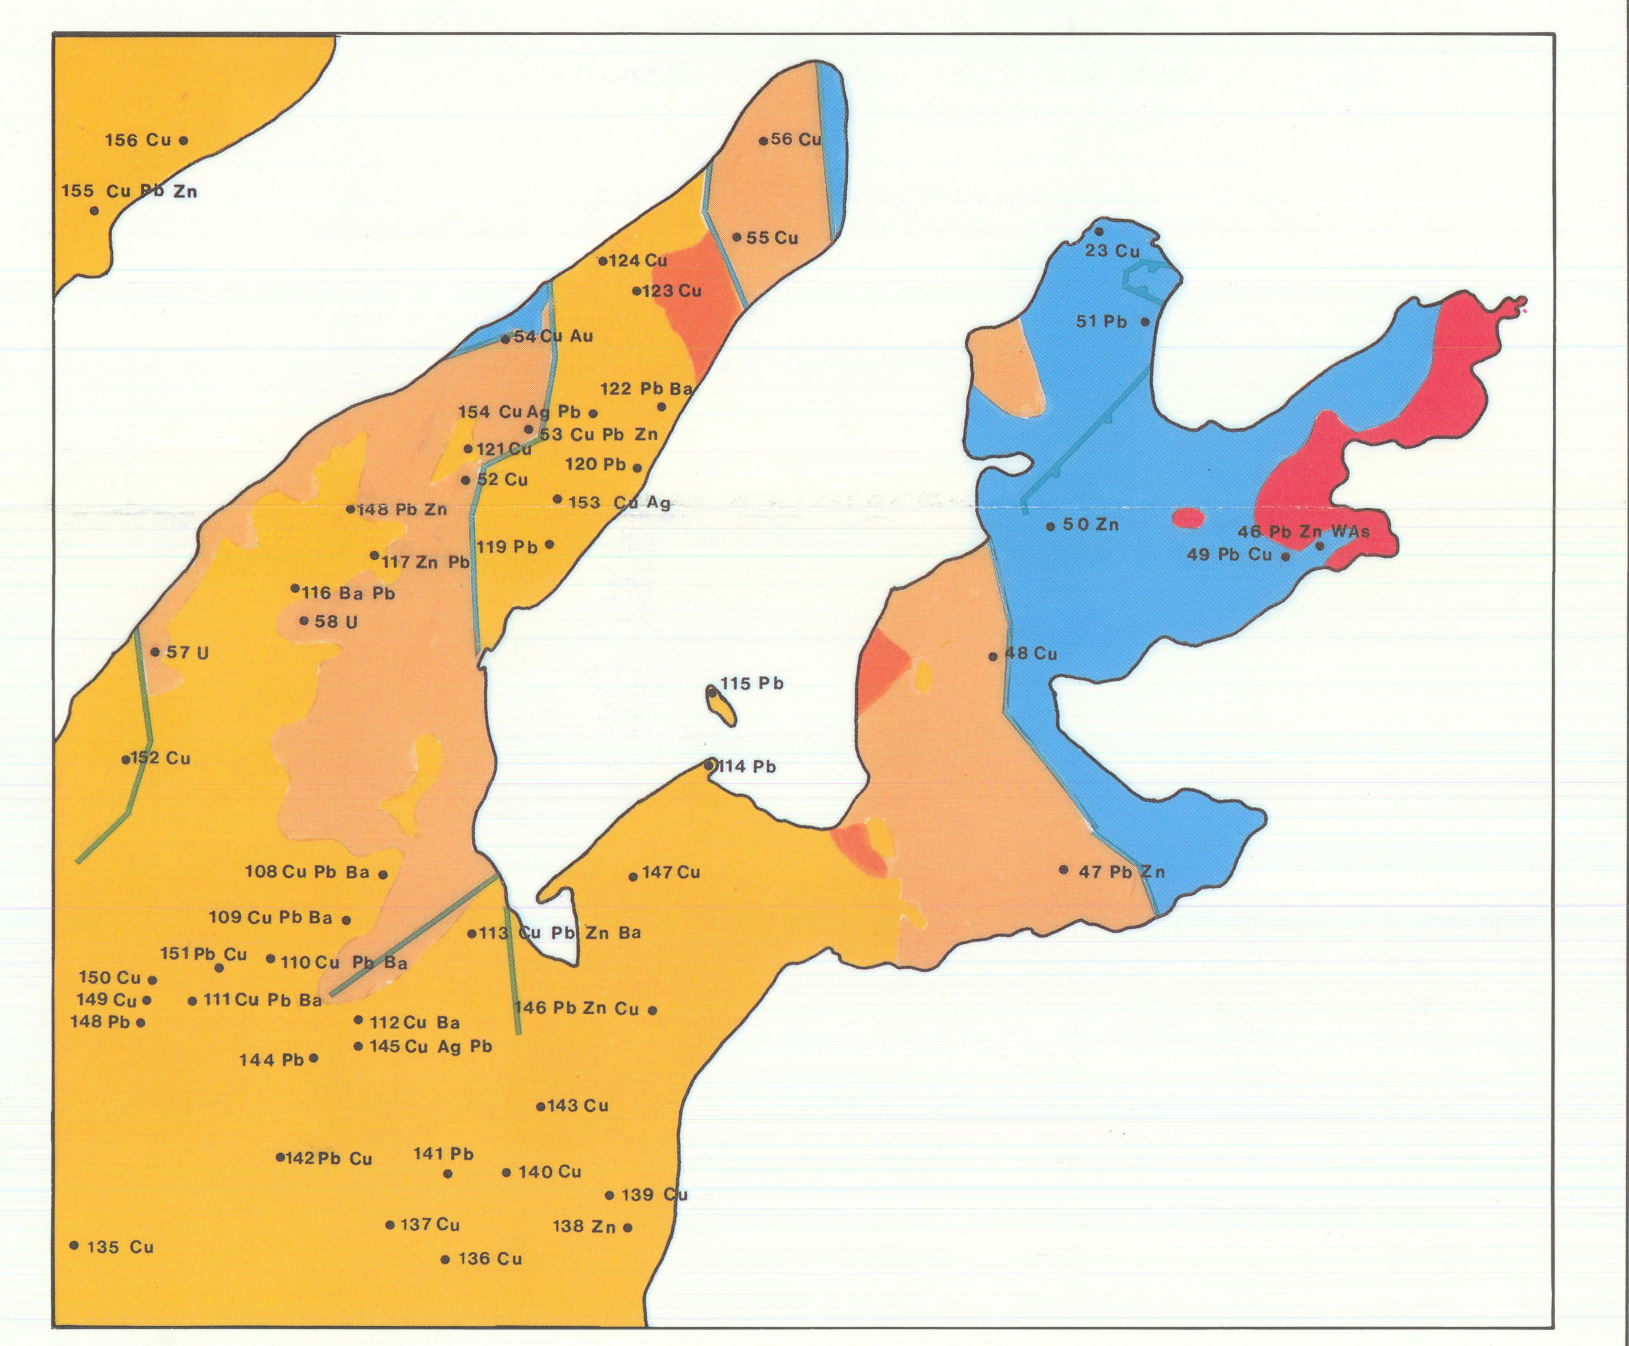 156 Cu
155 Cu Pb Zn
56 Cu
55 Cu
23 Cu
124 Cu
123 Cu
51 Pb
54 Cu Au
122 Pb Ba
154 Cu Ag Pb
53 Cu Pb Zn
121 Cu
120 Pb
52 Cu
153 Cu Ag
148 Pb Zn
50 Zn
46 Pb Zn WAs
49 Pb Cu
119 Pb
117 Zn Pb
116 Ba Pb
58 U
57 U
48 Cu
115 Pb
152 Cu
114 Pb
108 Cu Pb Ba
147 Cu
47 Pb Zn
109 Cu Pb Ba
113 Cu Pb Zn Ba
151 Pb Cu
110 Cu Pb Ba
150 Cu
149 Cu
111 Cu Pb Ba
146 Pb Zn Cu
148 Pb
112 Cu Ba
145 Cu Ag Pb
144 Pb
143 Cu
142 Pb Cu
141 Pb
140 Cu
139 Cu
137 Cu
138 Zn
135 Cu
136 Cu